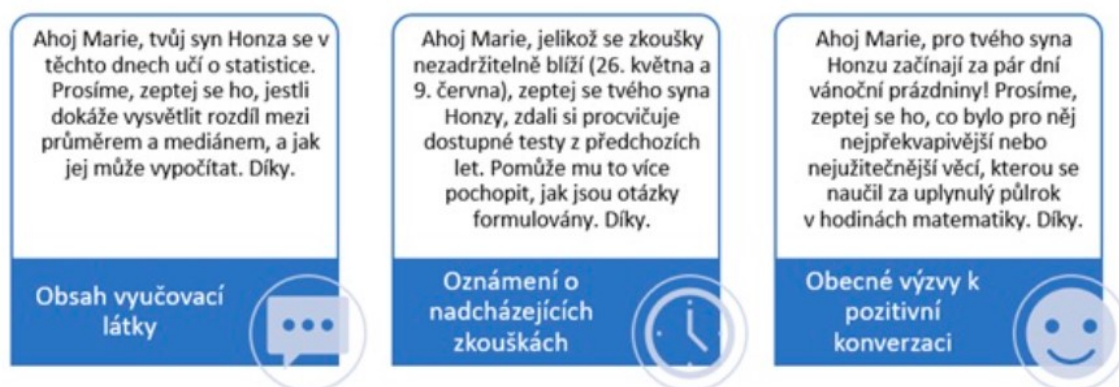 Ahoj Marie, tvůj syn Honza se v
těchto dnech učí o statistice.
Prosíme, zeptej se ho, jestli
dokáže vysvětlit rozdíl mezi
průměrem a mediánem, a jak
jej může vypočítat. Díky.
Obsah vyučovací
látky
Ahoj Marie, jelikož se zkoušky
nezadržitelně blíží (26. května a
9. června), zeptej se tvého syna
Honzy, zdali si procvičuje
dostupné testy z předchozích
let. Pomůže mu to více
pochopit, jak jsou otázky
formulovány. Díky.
Oznámení o
nadcházejících
zkouškách
Ahoj Marie, pro tvého syna
Honzu začínají za pár dní
vánoční prázdniny! Prosíme,
zeptej se ho, co bylo pro něj
nejpřekvapivější nebo
nejužitečnější věcí, kterou se
naučil za uplynulý půlrok
v hodinách matematiky. Díky.
Obecné výzvy k
pozitivní
konverzaci